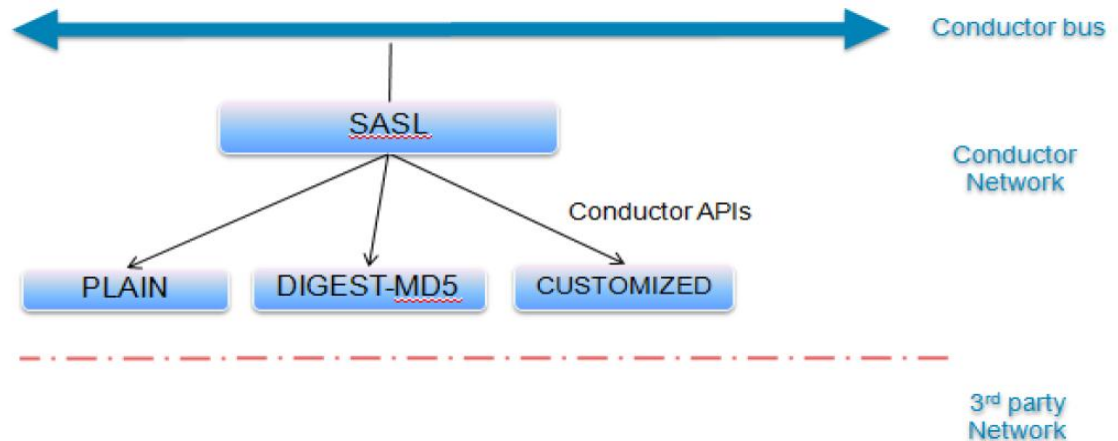 Conductor bus
SASL
Conductor
Network
Conductor APIs
PLAIN
DIGEST-MD5
CUSTOMIZED
3rd party
Network